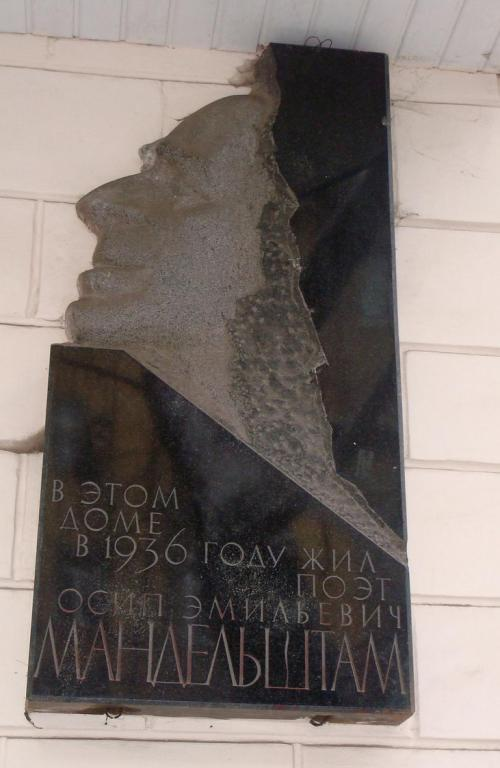 В ЭТОМ
ДОМЕ
В 1936 ГОДУ ЖИЛ
ПОЭТ
ОСИП ЭМИЛЬЕВИЧ
МАНДЕЛЬШТАМ